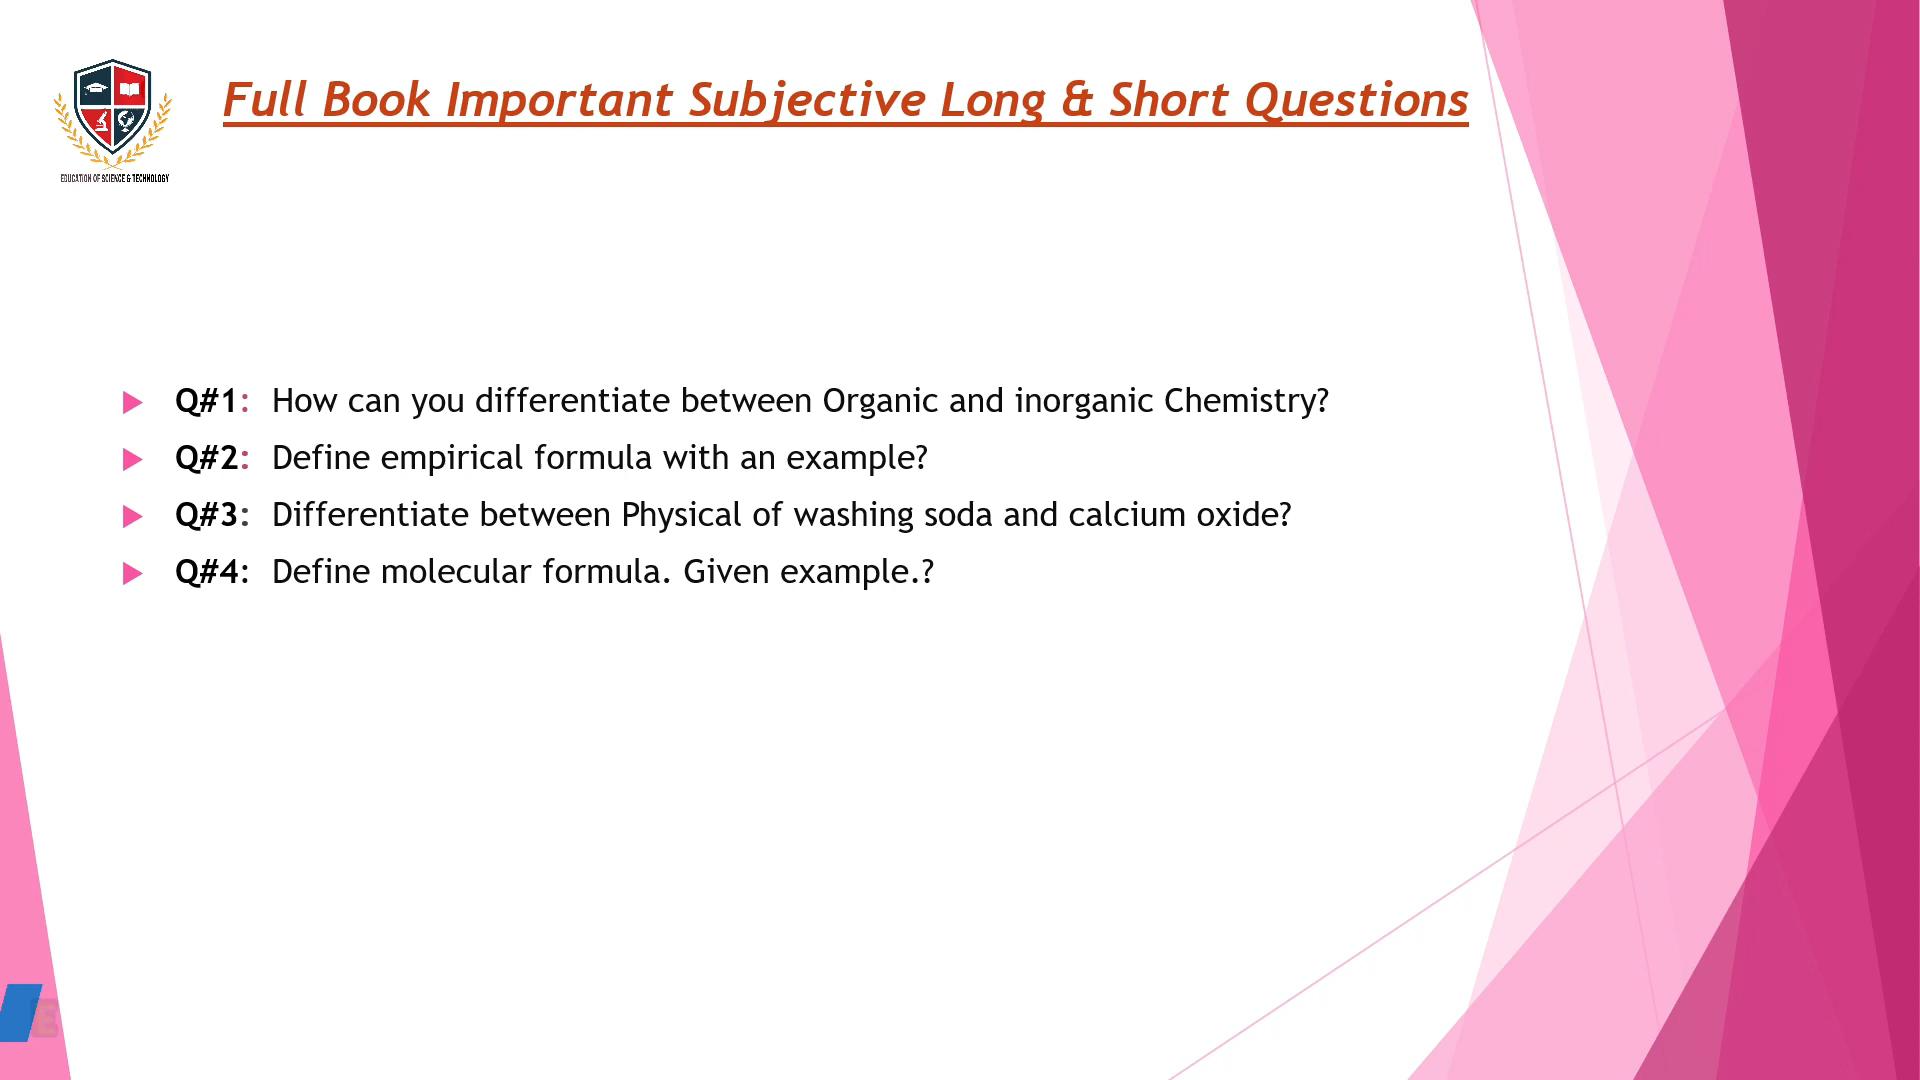 Full Book Important Subjective Long & Short Questions
EDUCATION OF SCIENCE & TECHNOLOGY
Q#1: How can you differentiate between Organic and inorganic Chemistry?
Q#2: Define empirical formula with an example?
Q#3: Differentiate between Physical of washing soda and calcium oxide?
Q#4: Define molecular formula. Given example.?
E